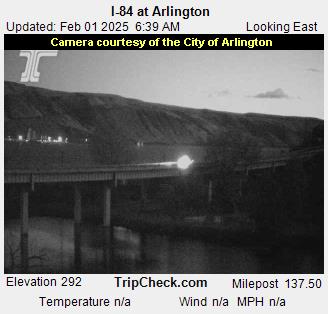 I-84 at Arlington
Updated: Feb 01 2025 6:39 AM Looking East
Camera courtesy of the City of Arlington
Elevation 292 TripCheck.com Milepost 137.50
Temperature n/a Wind n/a MPH n/a